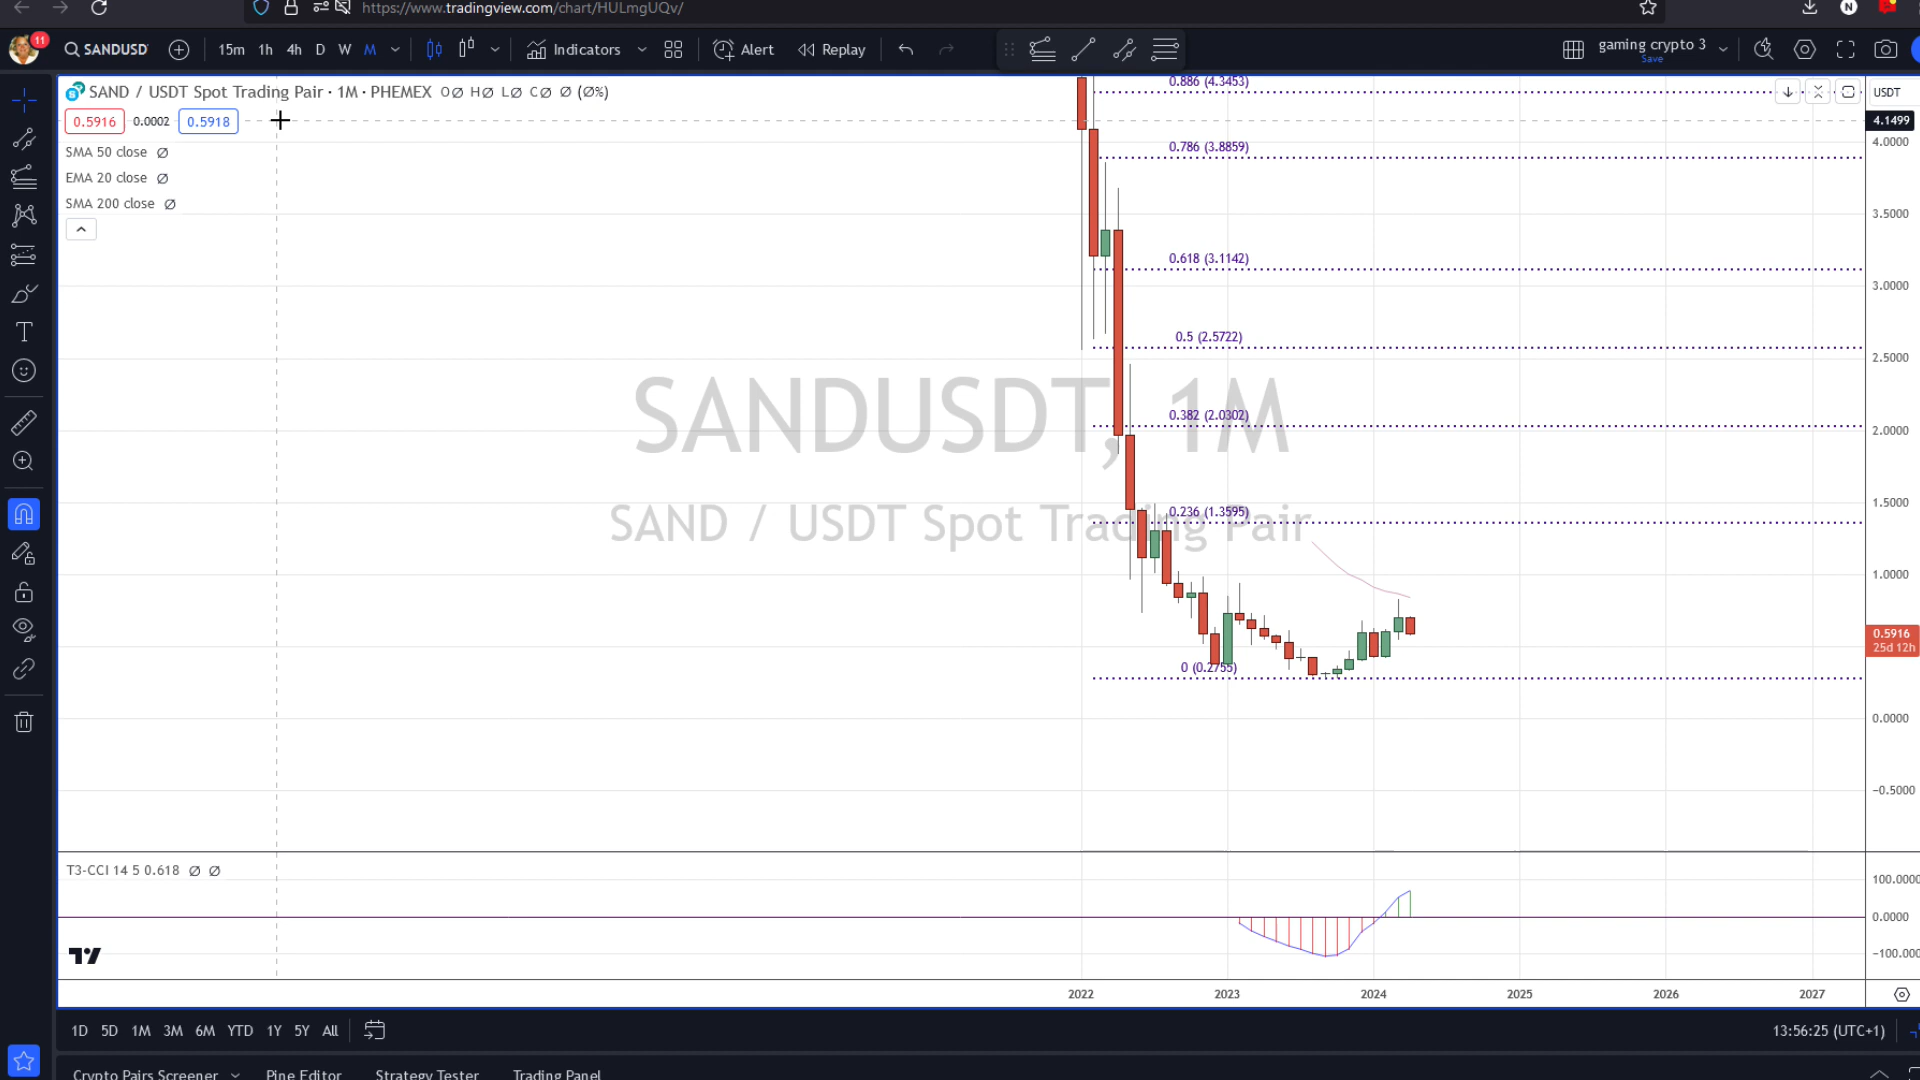 https://www.tradingview.com/chart/HULmgUQv/
N
11
SANDUSD
15m 1h 4h D W M
Indicators
Alert
Replay
gaming crypto 3
Save
SAND / USDT Spot Trading Pair · 1M · PHEMEX O∅ H∅ L∅ C∅ ∅ (∅%)
0.5916 0.0002 0.5918
SMA 50 close ∅
EMA 20 close ∅
SMA 200 close ∅
0.886 (4.3453)
0.786 (3.8859)
0.618 (3.1142)
0.5 (2.5722)
0.382 (2.0302)
0.236 (1.3595)
0 (0.2755)
SANDUSDT, 1M
SAND / USDT Spot Trading Pair
USDT
4.1499
4.0000
3.5000
3.0000
2.5000
2.0000
1.5000
1.0000
0.5916
25d 12h
0.0000
−0.5000
T3-CCI 14 5 0.618 ∅ ∅
100.0000
0.0000
−100.0000
2022 2023 2024 2025 2026 2027
1D 5D 1M 3M 6M YTD 1Y 5Y All
13:56:25 (UTC+1)
Crypto Pairs Screener Pine Editor Strategy Tester Trading Panel